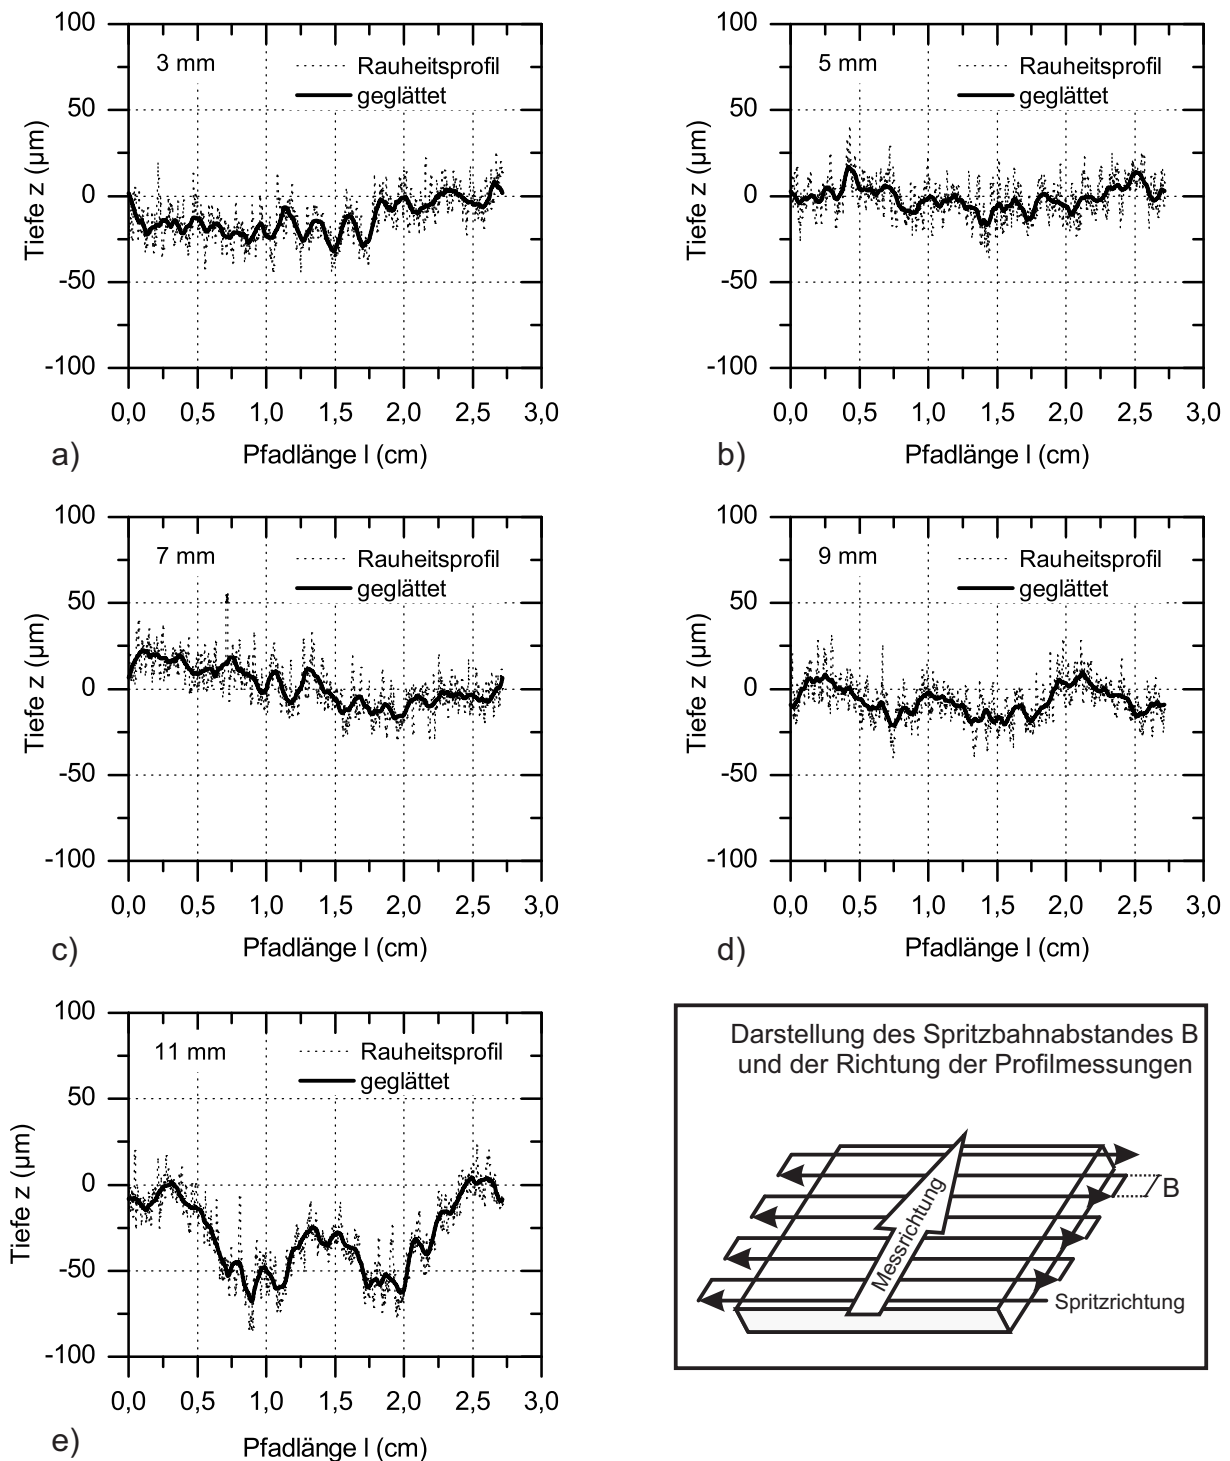 100
3 mm
Rauheitsprofil
geglättet
50
0
-50
-100
Tiefe z (µm)
0,0 0,5 1,0 1,5 2,0 2,5 3,0
Pfadlänge l (cm)
a)
100
5 mm
Rauheitsprofil
geglättet
50
0
-50
-100
Tiefe z (µm)
0,0 0,5 1,0 1,5 2,0 2,5 3,0
Pfadlänge l (cm)
b)
100
7 mm
Rauheitsprofil
geglättet
50
0
-50
-100
Tiefe z (µm)
0,0 0,5 1,0 1,5 2,0 2,5 3,0
Pfadlänge l (cm)
c)
100
9 mm
Rauheitsprofil
geglättet
50
0
-50
-100
Tiefe z (µm)
0,0 0,5 1,0 1,5 2,0 2,5 3,0
Pfadlänge l (cm)
d)
100
11 mm
Rauheitsprofil
geglättet
50
0
-50
-100
Tiefe z (µm)
0,0 0,5 1,0 1,5 2,0 2,5 3,0
Pfadlänge l (cm)
e)
Darstellung des Spritzbahnabstandes B
und der Richtung der Profilmessungen
B
Messrichtung
Spritzrichtung